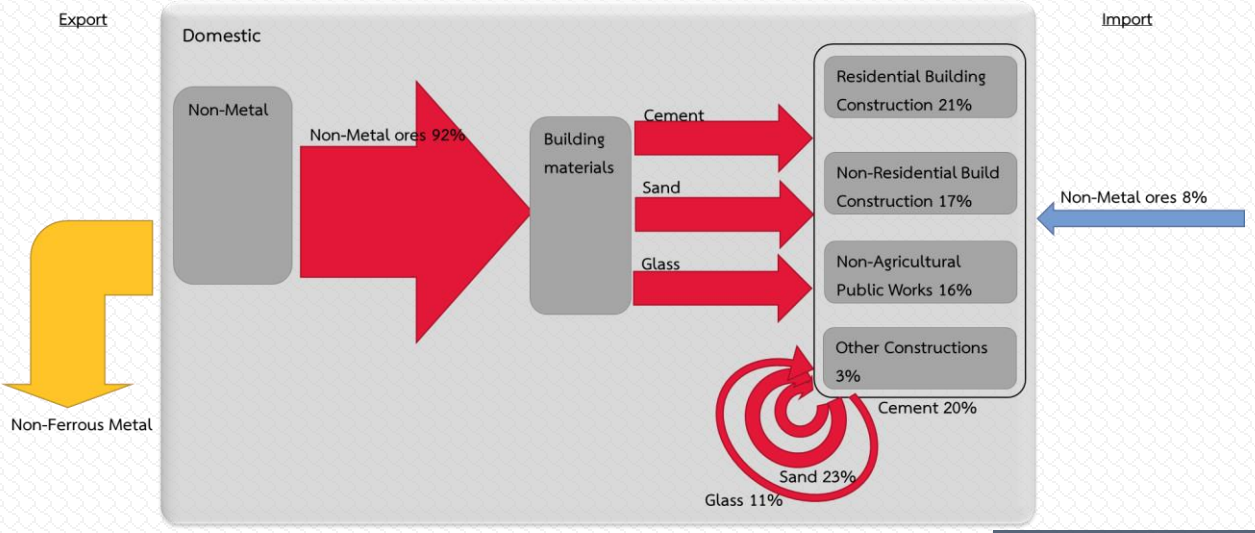 Export
Import
Domestic
Non-Metal
Non-Metal ores 92%
Building
materials
Cement
Sand
Glass
Residential Building
Construction 21%
Non-Residential Build
Construction 17%
Non-Agricultural
Public Works 16%
Other Constructions
3%
Non-Metal ores 8%
Non-Ferrous Metal
Cement 20%
Sand 23%
Glass 11%